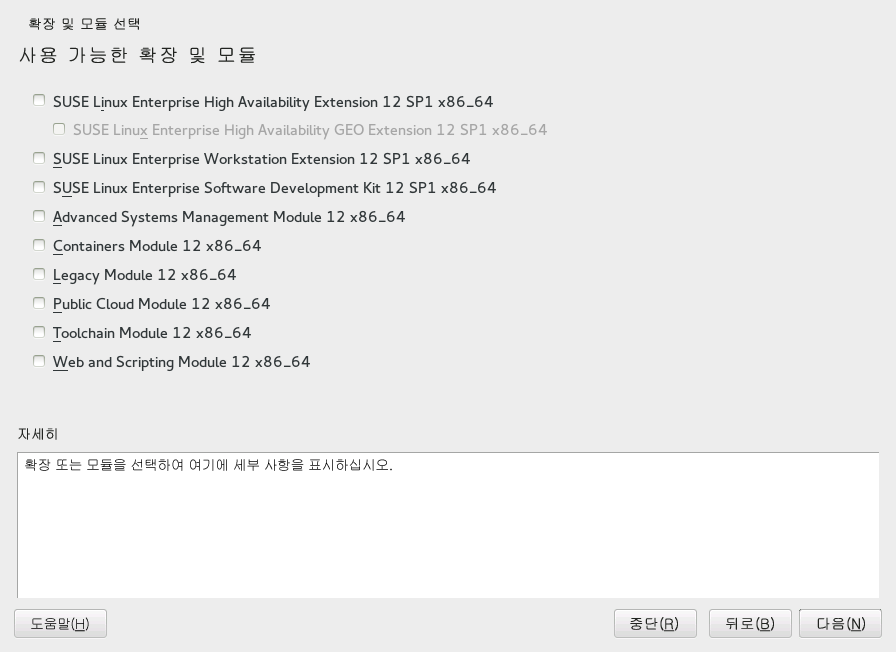 확장 및 모듈 선택
사용 가능한 확장 및 모듈
SUSE Linux Enterprise High Availability Extension 12 SP1 x86_64
SUSE Linux Enterprise High Availability GEO Extension 12 SP1 x86_64
SUSE Linux Enterprise Workstation Extension 12 SP1 x86_64
SUSE Linux Enterprise Software Development Kit 12 SP1 x86_64
Advanced Systems Management Module 12 x86_64
Containers Module 12 x86_64
Legacy Module 12 x86_64
Public Cloud Module 12 x86_64
Toolchain Module 12 x86_64
Web and Scripting Module 12 x86_64
자세히
확장 또는 모듈을 선택하여 여기에 세부 사항을 표시하십시오.
도움말(H) 중단(R) 뒤로(B) 다음(N)